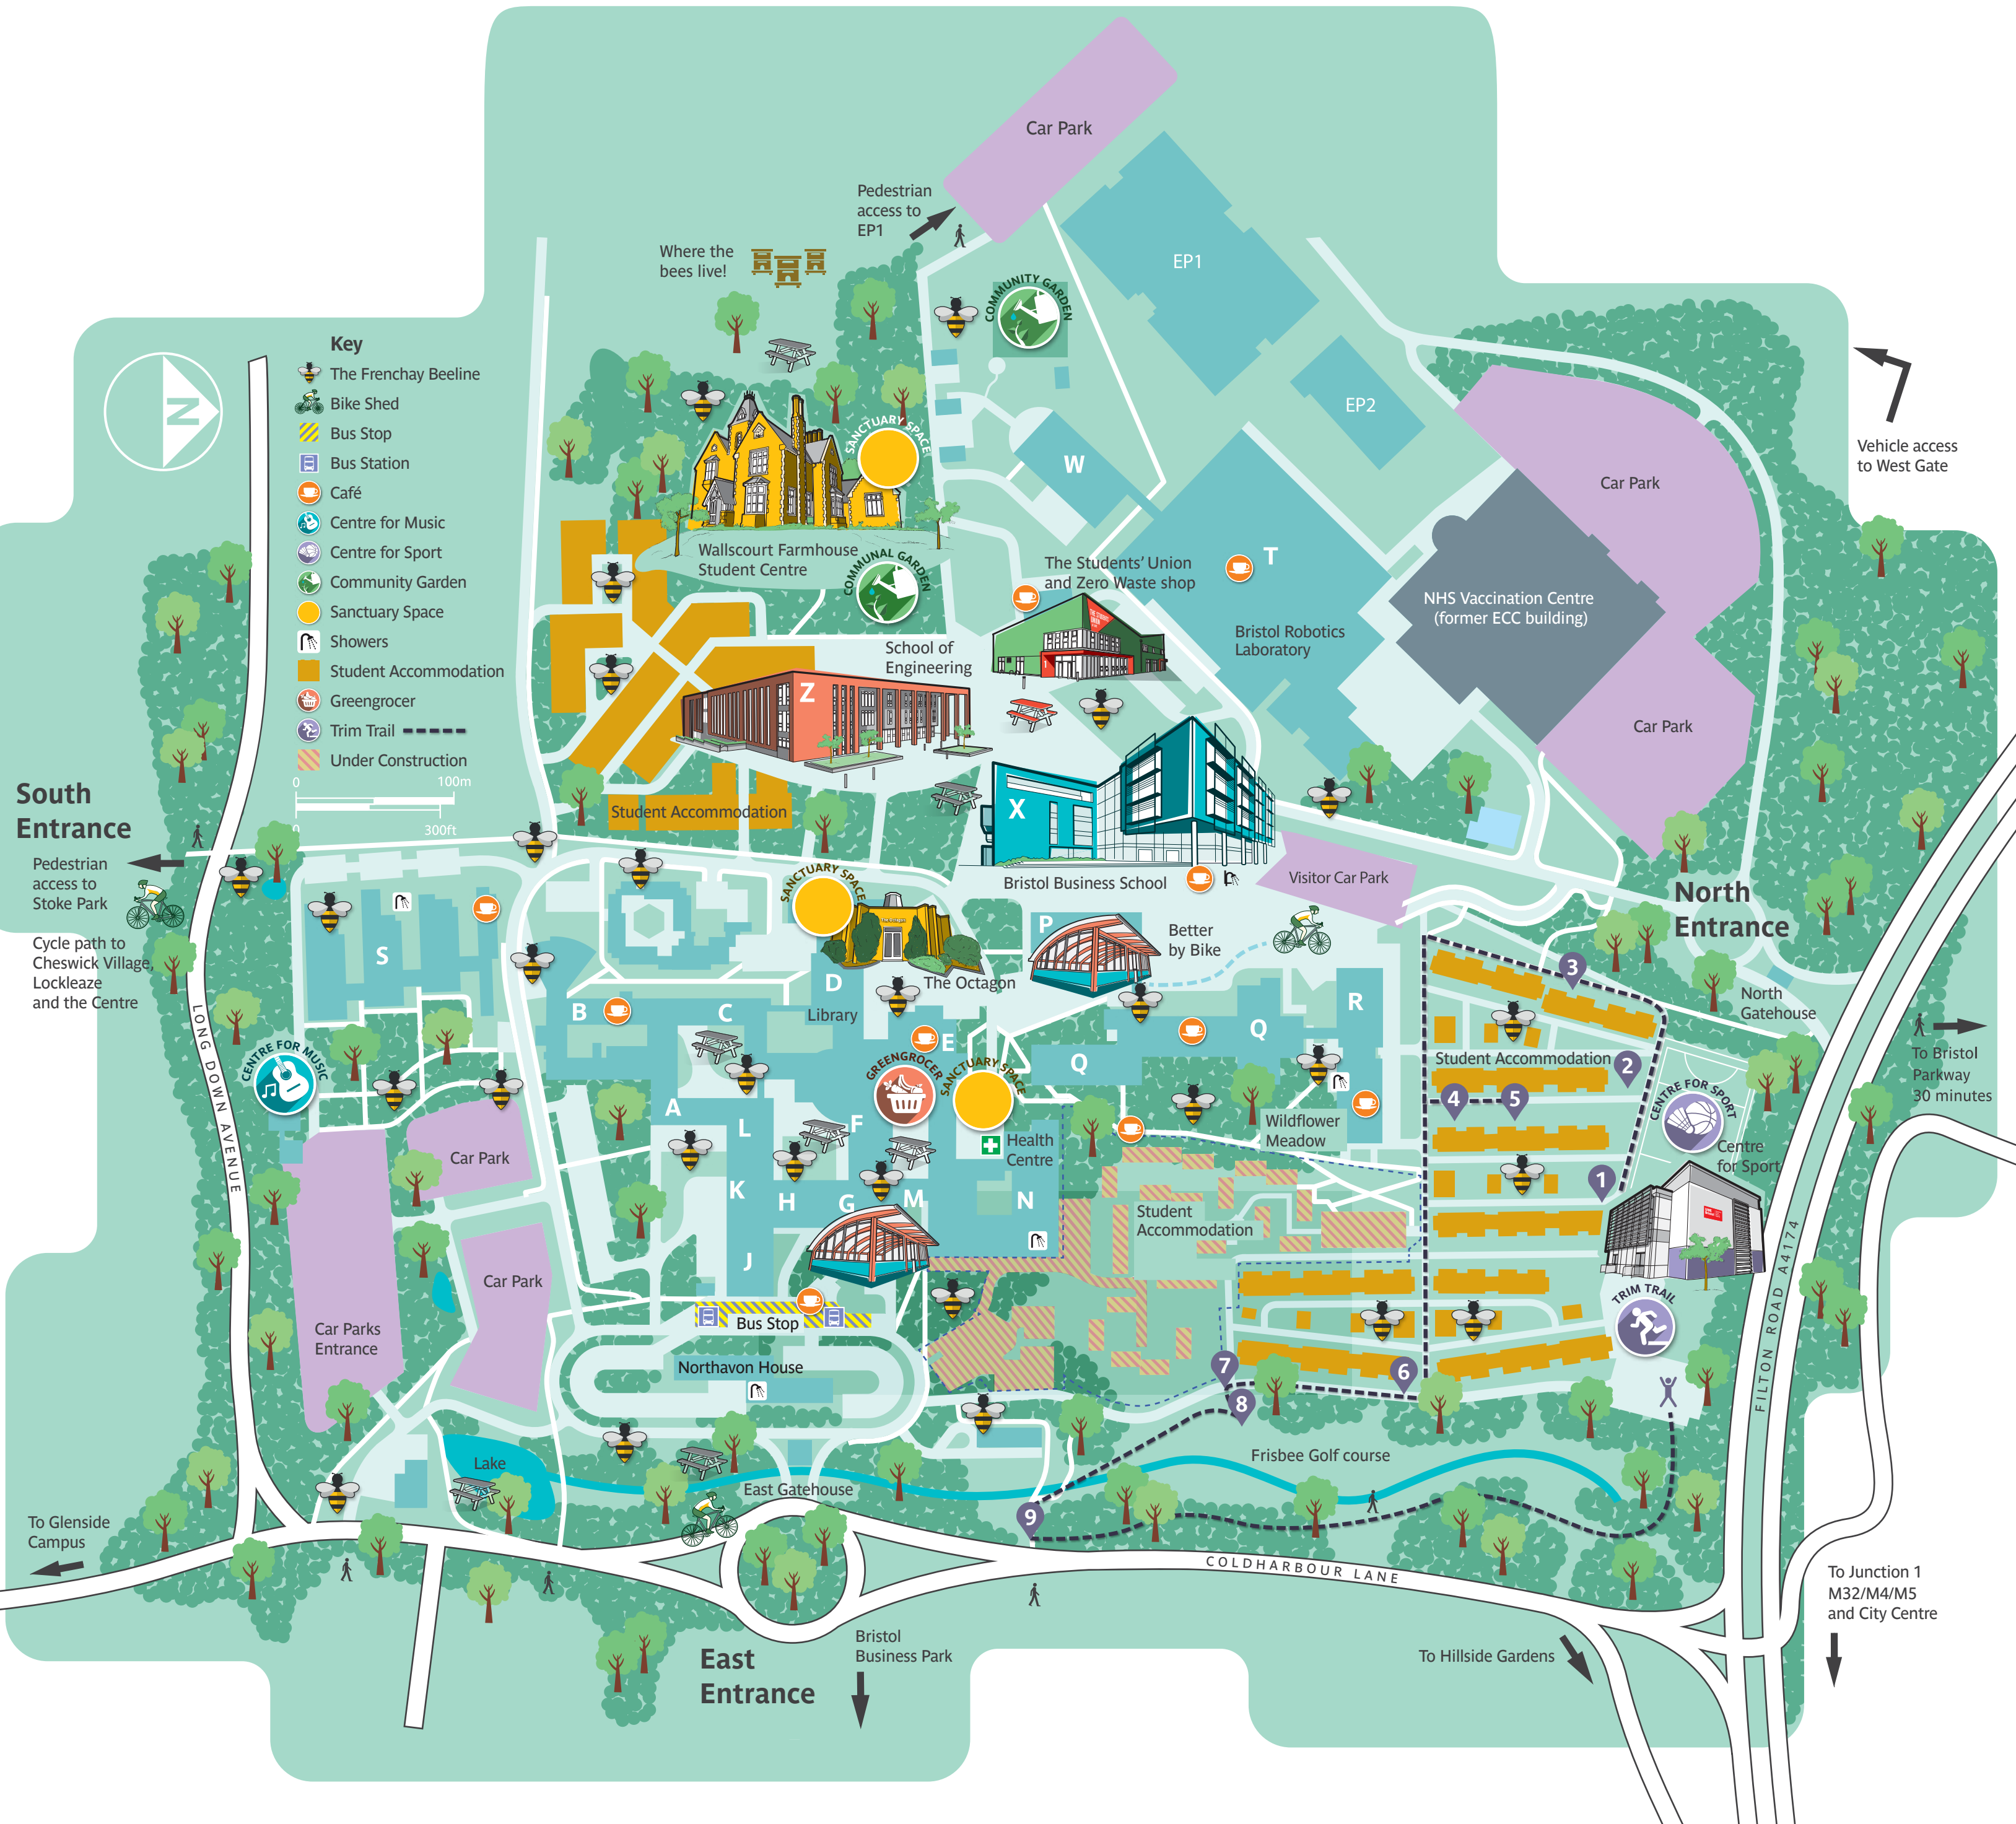 Car Park
Pedestrian
access to
EP1
Where the
bees live!
COMMUNITY GARDEN
EP1
EP2
W
N
Key
The Frenchay Beeline
Bike Shed
Bus Stop
Bus Station
Café
Centre for Music
Centre for Sport
Community Garden
Sanctuary Space
Showers
Student Accommodation
Greengrocer
Trim Trail
Under Construction
0
100m
0
300ft
Vehicle access
to West Gate
Car Park
SANCTUARY SPACE
Wallscourt Farmhouse
Student Centre
COMMUNAL GARDEN
The Students' Union
and Zero Waste shop
T
Bristol Robotics
Laboratory
NHS Vaccination Centre
(former ECC building)
School of
Engineering
Z
Car Park
South
Entrance
Pedestrian
access to
Stoke Park
Cycle path to
Cheswick Village,
Lockleaze
and the Centre
Student Accommodation
X
Bristol Business School
Visitor Car Park
North
Entrance
North
Gatehouse
SANCTUARY SPACE
The Octagon
P
Better
by Bike
S
B
C
D
Library
E
Q
Q
R
3
Student Accommodation
2
4
5
1
To Bristol
Parkway
30 minutes
LONG DOWN AVENUE
CENTRE FOR MUSIC
GREENGROCER
SANCTUARY SPACE
CENTRE FOR SPORT
Centre
for Sport
A
L
F
Health
Centre
Wildflower
Meadow
Car Park
K
H
G
M
N
J
Student
Accommodation
Car Park
Car Parks
Entrance
Bus Stop
Northavon House
TRIM TRAIL
FILTON ROAD A4174
7
6
8
9
Lake
East Gatehouse
Frisbee Golf course
To Glenside
Campus
COLDHARBOUR LANE
To Junction 1
M32/M4/M5
and City Centre
Bristol
Business Park
East
Entrance
To Hillside Gardens